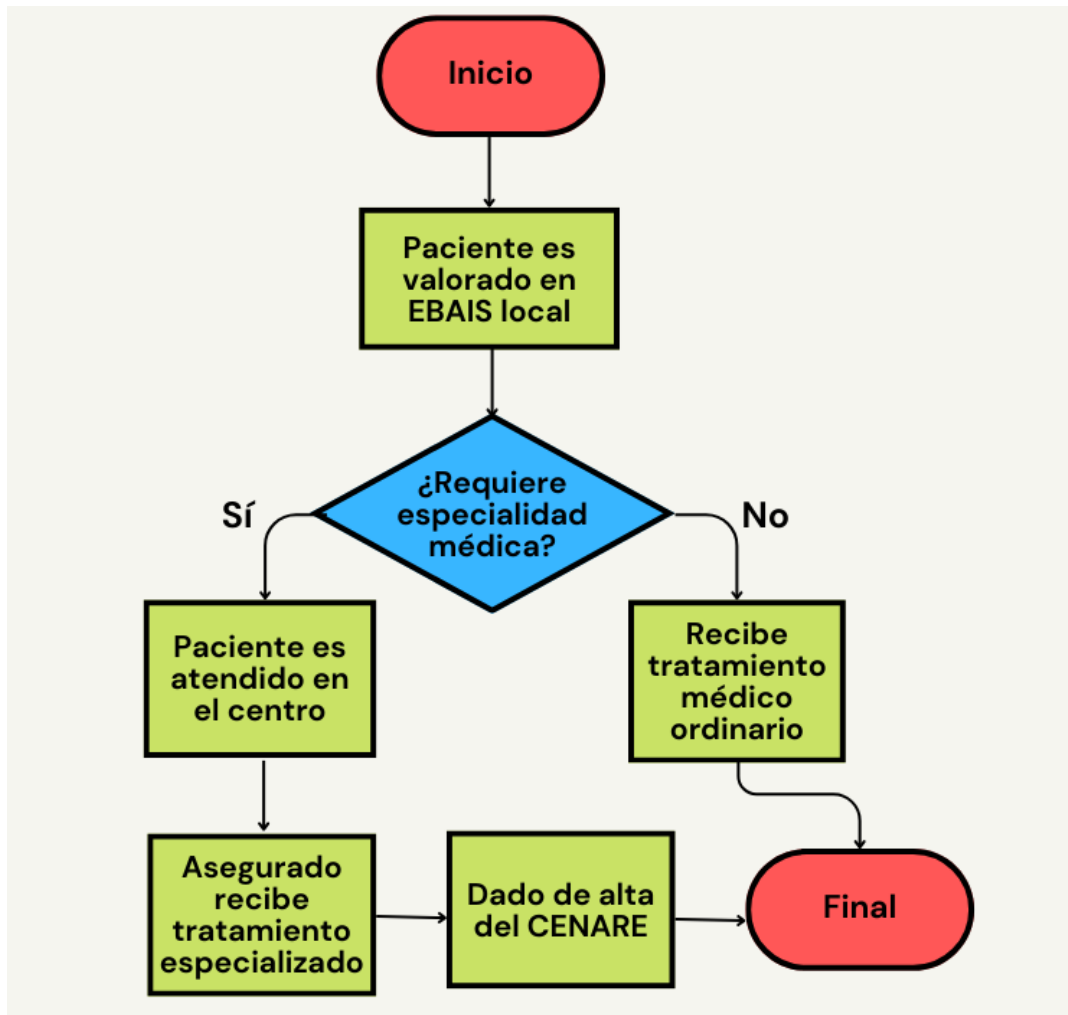 Inicio
Paciente es
valorado en
EBAIS local
¿Requiere
especialidad
médica?
Sí
No
Paciente es
atendido en
el centro
Recibe
tratamiento
médico
ordinario
Asegurado
recibe
tratamiento
especializado
Dado de alta
del CENARE
Final